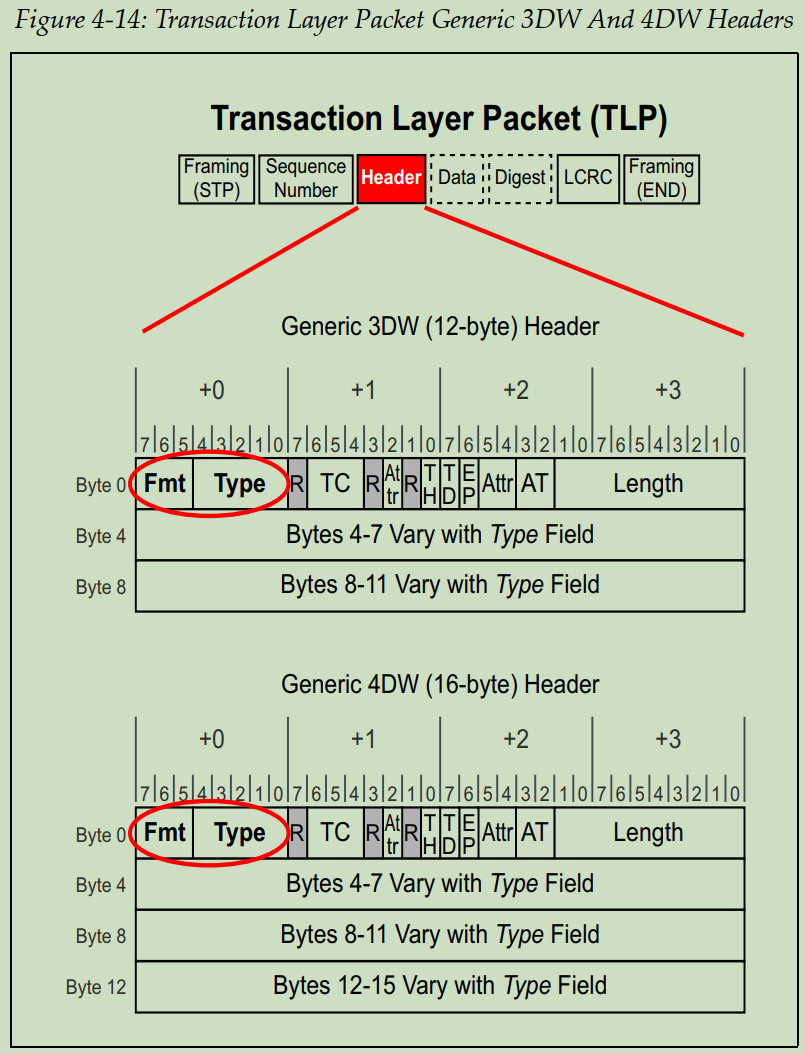 Figure 4-14: Transaction Layer Packet Generic 3DW And 4DW Headers
Transaction Layer Packet (TLP)
Framing (STP) Sequence Number Header Data Digest LCRC Framing (END)
Generic 3DW (12-byte) Header
+0 +1 +2 +3
7 6 5 4 3 2 1 0 7 6 5 4 3 2 1 0 7 6 5 4 3 2 1 0 7 6 5 4 3 2 1 0
Byte 0 Fmt Type R TC R Attr R TH TD EP Attr AT Length
Byte 4 Bytes 4-7 Vary with Type Field
Byte 8 Bytes 8-11 Vary with Type Field
Generic 4DW (16-byte) Header
+0 +1 +2 +3
7 6 5 4 3 2 1 0 7 6 5 4 3 2 1 0 7 6 5 4 3 2 1 0 7 6 5 4 3 2 1 0
Byte 0 Fmt Type R TC R Attr R TH TD EP Attr AT Length
Byte 4 Bytes 4-7 Vary with Type Field
Byte 8 Bytes 8-11 Vary with Type Field
Byte 12 Bytes 12-15 Vary with Type Field